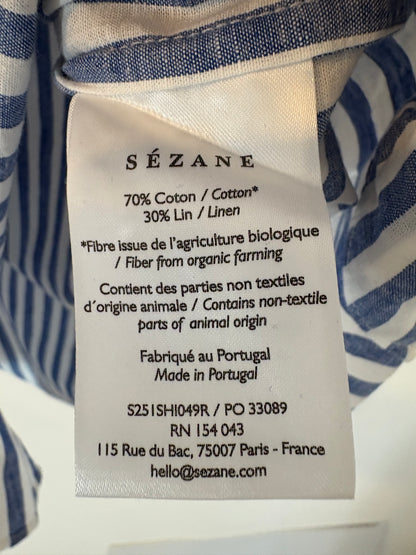 SÉZANE
70% Coton / Cotton*
30% Lin / Linen
*Fibre issue de l'agriculture biologique
/ Fiber from organic farming
Contient des parties non textiles
d´origine animale / Contains non-textile
parts of animal origin
Fabriqué au Portugal
Made in Portugal
S251SHI049R / PO 33089
RN 154 043
115 Rue du Bac, 75007 Paris - France
hello@sezane.com